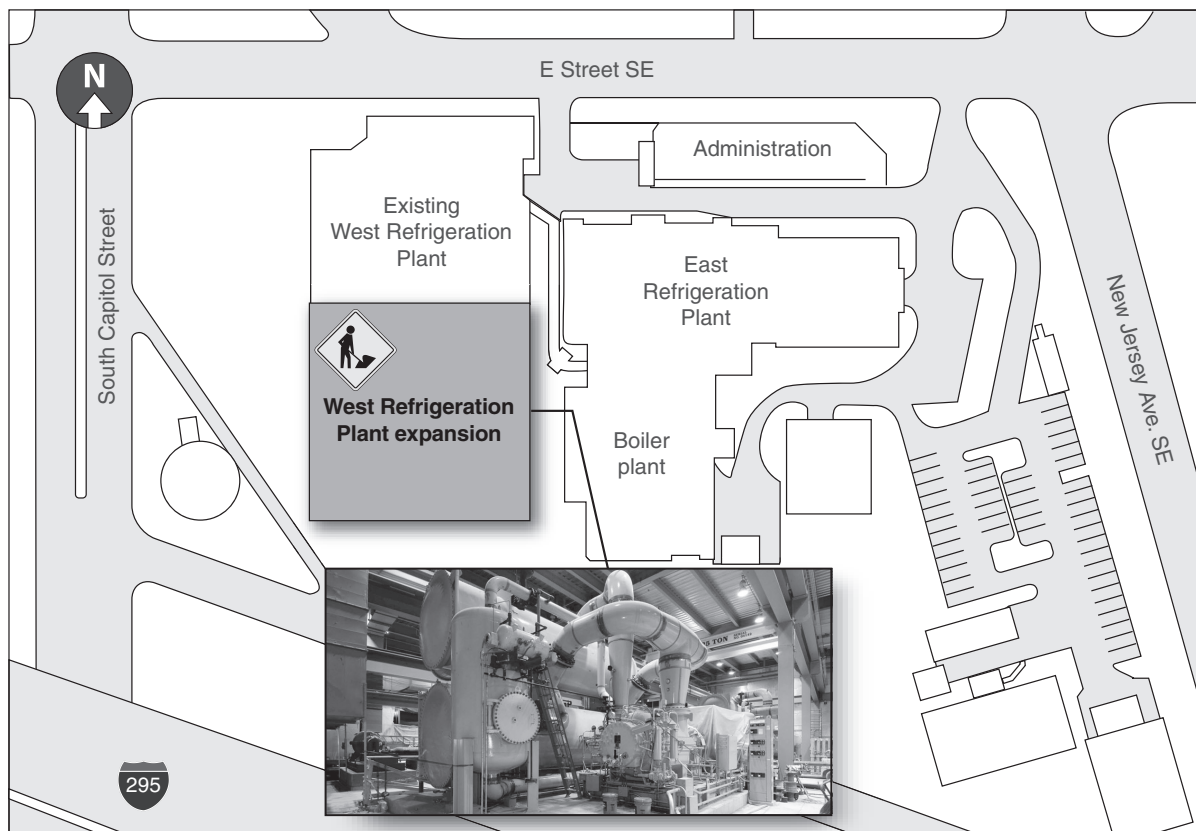 N
E Street SE
Administration
Existing
West Refrigeration
Plant
East
Refrigeration
Plant
South Capitol Street
New Jersey Ave. SE
West Refrigeration
Plant expansion
Boiler
plant
TON
295